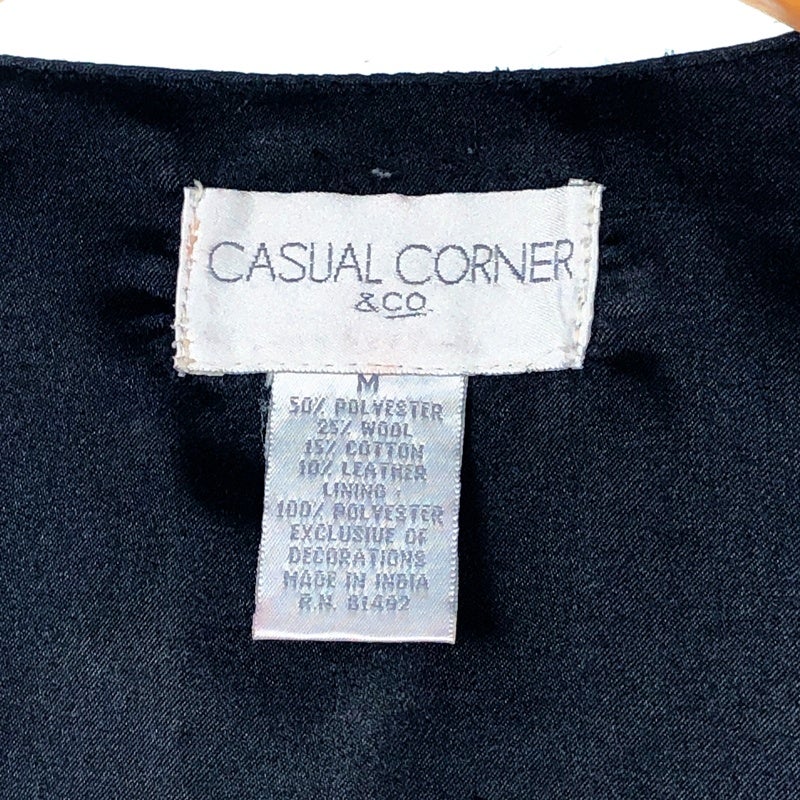 CASUAL CORNER
&CO.
M
50% POLYESTER
25% WOOL
15% COTTON
10% LEATHER
LINING :
100% POLYESTER
EXCLUSIVE OF
DECORATIONS
MADE IN INDIA
R.N. 81492